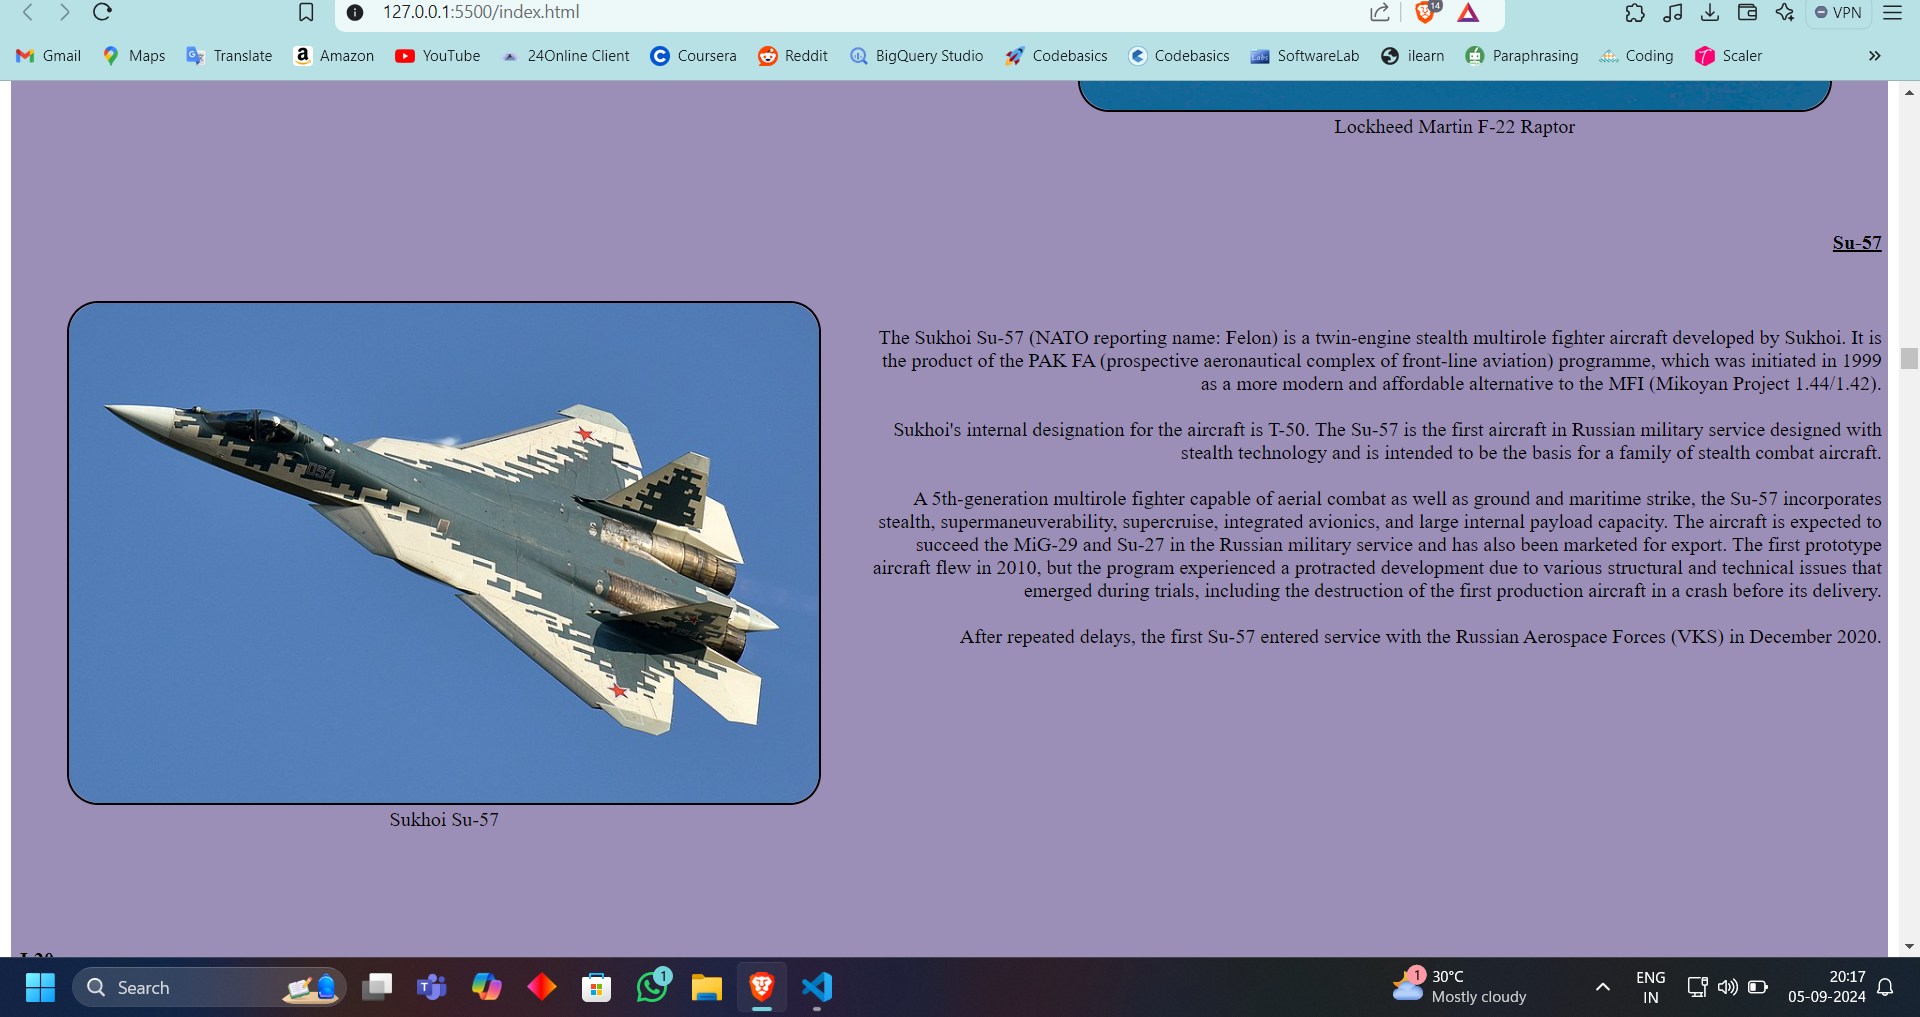 127.0.0.1:5500/index.html
14
VPN
Gmail
Maps
Translate
Amazon
YouTube
24Online Client
Coursera
Reddit
BigQuery Studio
Codebasics
Codebasics
SoftwareLab
ilearn
Paraphrasing
Coding
Scaler
Lockheed Martin F-22 Raptor
Su-57
054
The Sukhoi Su-57 (NATO reporting name: Felon) is a twin-engine stealth multirole fighter aircraft developed by Sukhoi. It is
the product of the PAK FA (prospective aeronautical complex of front-line aviation) programme, which was initiated in 1999
as a more modern and affordable alternative to the MFI (Mikoyan Project 1.44/1.42).
Sukhoi's internal designation for the aircraft is T-50. The Su-57 is the first aircraft in Russian military service designed with
stealth technology and is intended to be the basis for a family of stealth combat aircraft.
A 5th-generation multirole fighter capable of aerial combat as well as ground and maritime strike, the Su-57 incorporates
stealth, supermaneuverability, supercruise, integrated avionics, and large internal payload capacity. The aircraft is expected to
succeed the MiG-29 and Su-27 in the Russian military service and has also been marketed for export. The first prototype
aircraft flew in 2010, but the program experienced a protracted development due to various structural and technical issues that
emerged during trials, including the destruction of the first production aircraft in a crash before its delivery.
After repeated delays, the first Su-57 entered service with the Russian Aerospace Forces (VKS) in December 2020.
Sukhoi Su-57
Search
1
1
30°C
Mostly cloudy
ENG
IN
20:17
05-09-2024